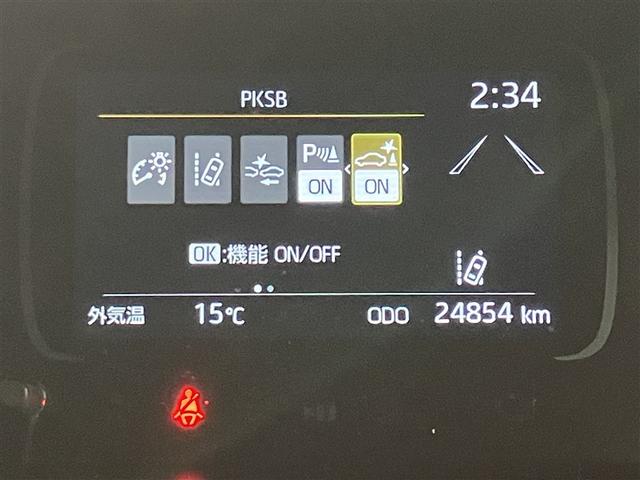 PKSB
2:34
P
ON
ON
OK:機能 ON/OFF
外気温 15℃ ODO 24854 km